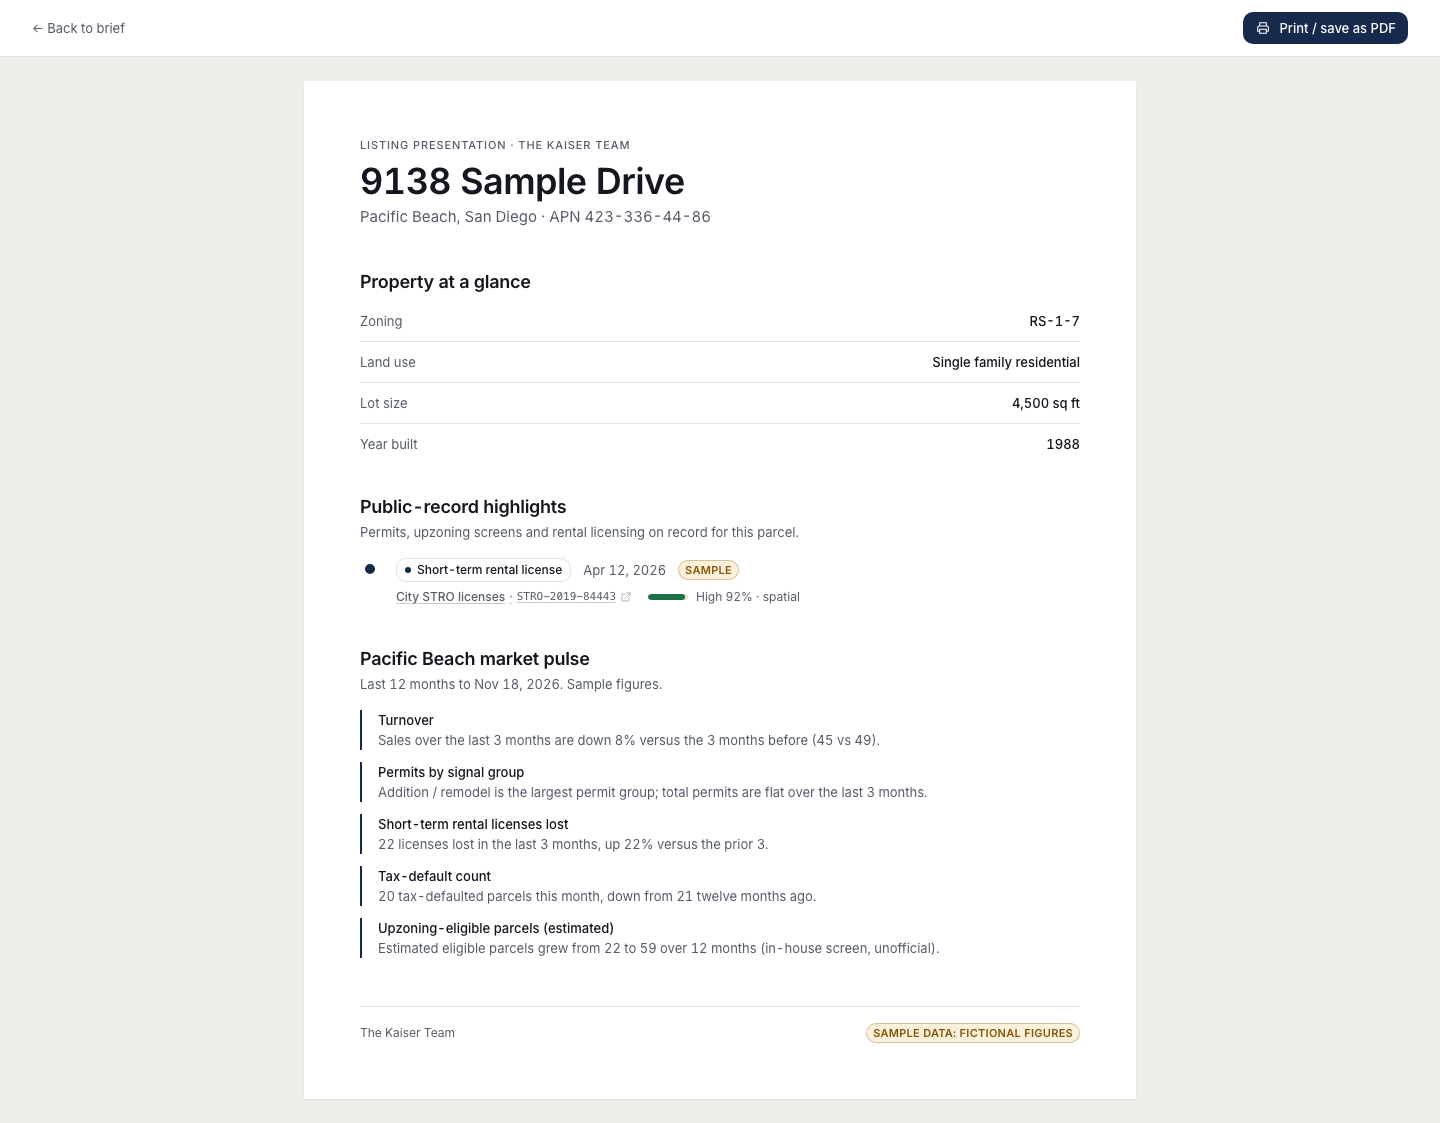 ← Back to brief
Print / save as PDF
LISTING PRESENTATION · THE KAISER TEAM
9138 Sample Drive
Pacific Beach, San Diego · APN 423-336-44-86
Property at a glance
Zoning RS-1-7
Land use Single family residential
Lot size 4,500 sq ft
Year built 1988
Public-record highlights
Permits, upzoning screens and rental licensing on record for this parcel.
Short-term rental license Apr 12, 2026 SAMPLE
City STRO licenses · STRO-2019-84443 High 92% · spatial
Pacific Beach market pulse
Last 12 months to Nov 18, 2026. Sample figures.
Turnover
Sales over the last 3 months are down 8% versus the 3 months before (45 vs 49).
Permits by signal group
Addition / remodel is the largest permit group; total permits are flat over the last 3 months.
Short-term rental licenses lost
22 licenses lost in the last 3 months, up 22% versus the prior 3.
Tax-default count
20 tax-defaulted parcels this month, down from 21 twelve months ago.
Upzoning-eligible parcels (estimated)
Estimated eligible parcels grew from 22 to 59 over 12 months (in-house screen, unofficial).
The Kaiser Team SAMPLE DATA: FICTIONAL FIGURES